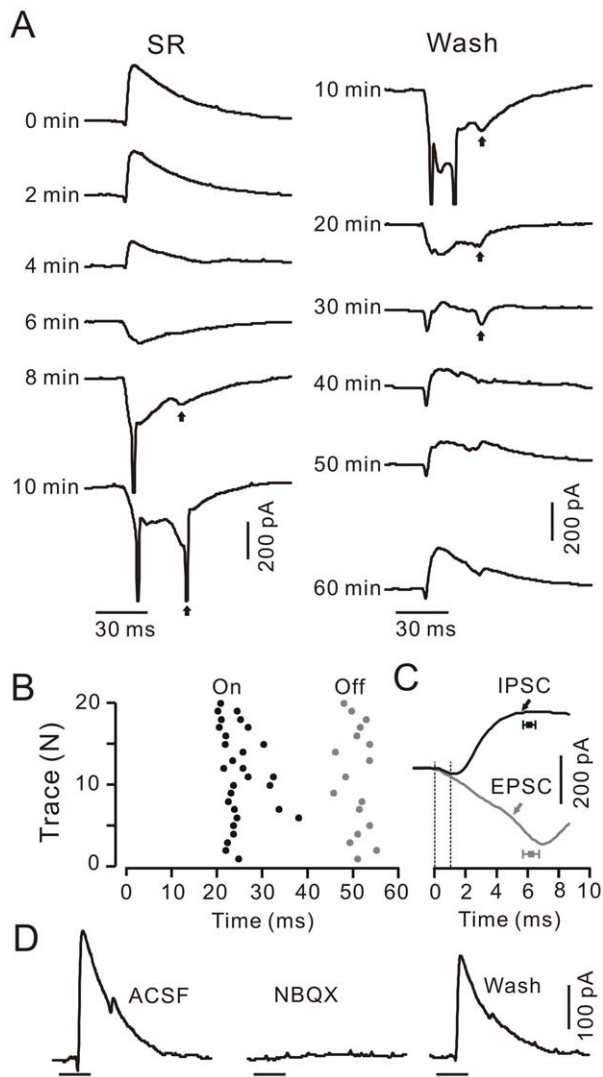 A
SR
Wash
0 min
2 min
4 min
6 min
8 min
10 min
200 pA
30 ms
10 min
20 min
30 min
40 min
50 min
60 min
200 pA
30 ms
B
On
Off
Trace (N)
20
10
0
0 10 20 30 40 50 60
Time (ms)
C
IPSC
EPSC
200 pA
0 2 4 6 8 10
Time (ms)
D
ACSF
NBQX
Wash
100 pA